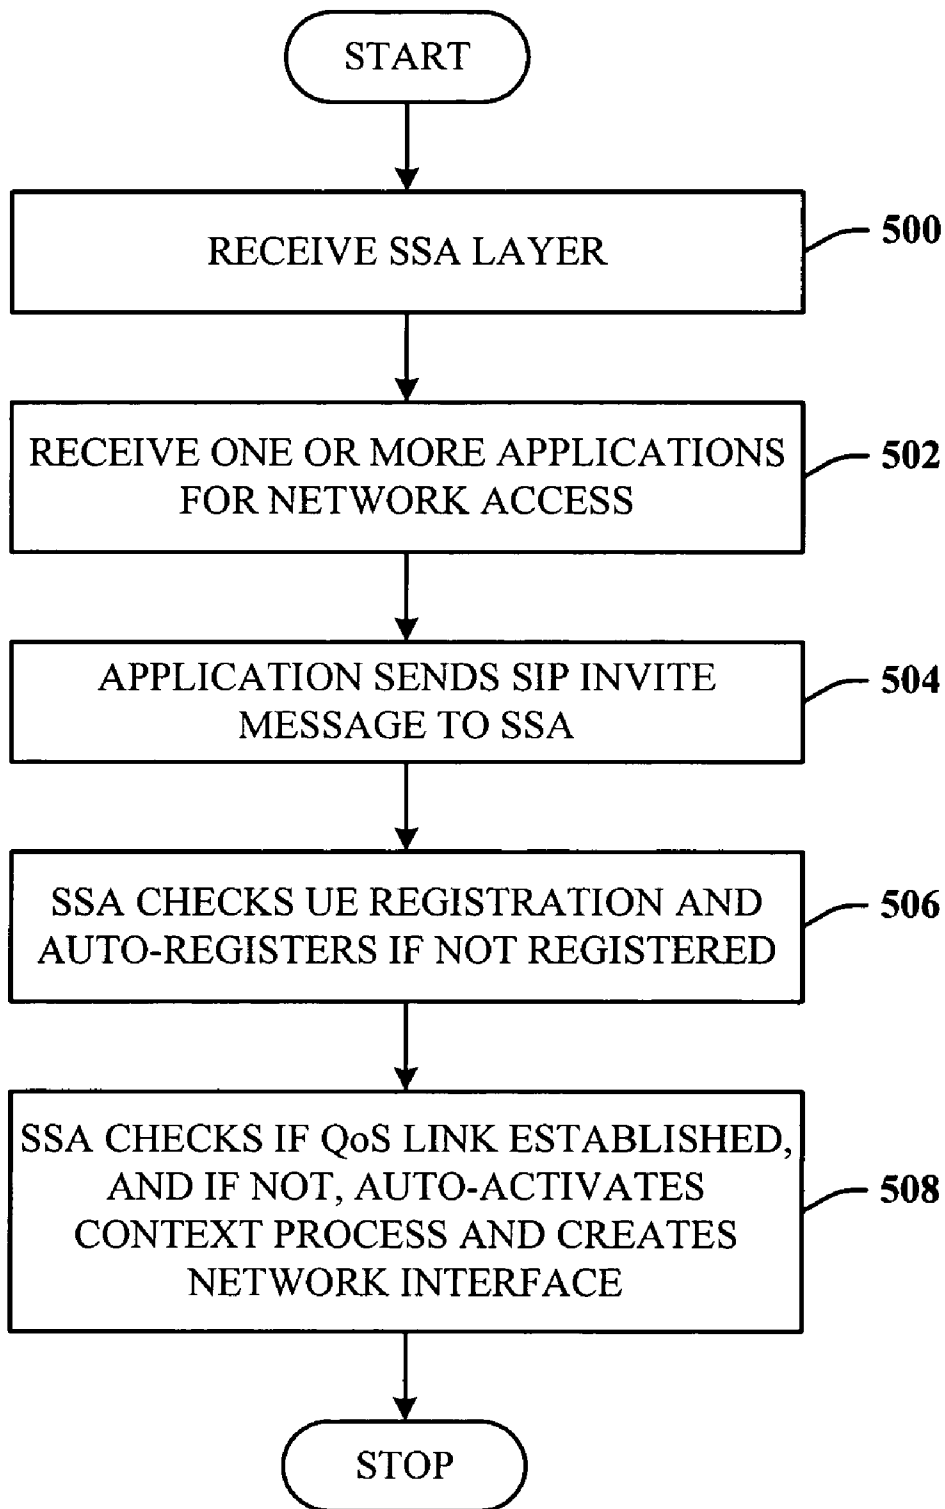 START
RECEIVE SSA LAYER
500
RECEIVE ONE OR MORE APPLICATIONS
FOR NETWORK ACCESS
502
APPLICATION SENDS SIP INVITE
MESSAGE TO SSA
504
SSA CHECKS UE REGISTRATION AND
AUTO-REGISTERS IF NOT REGISTERED
506
SSA CHECKS IF QoS LINK ESTABLISHED,
AND IF NOT, AUTO-ACTIVATES
CONTEXT PROCESS AND CREATES
NETWORK INTERFACE
508
STOP